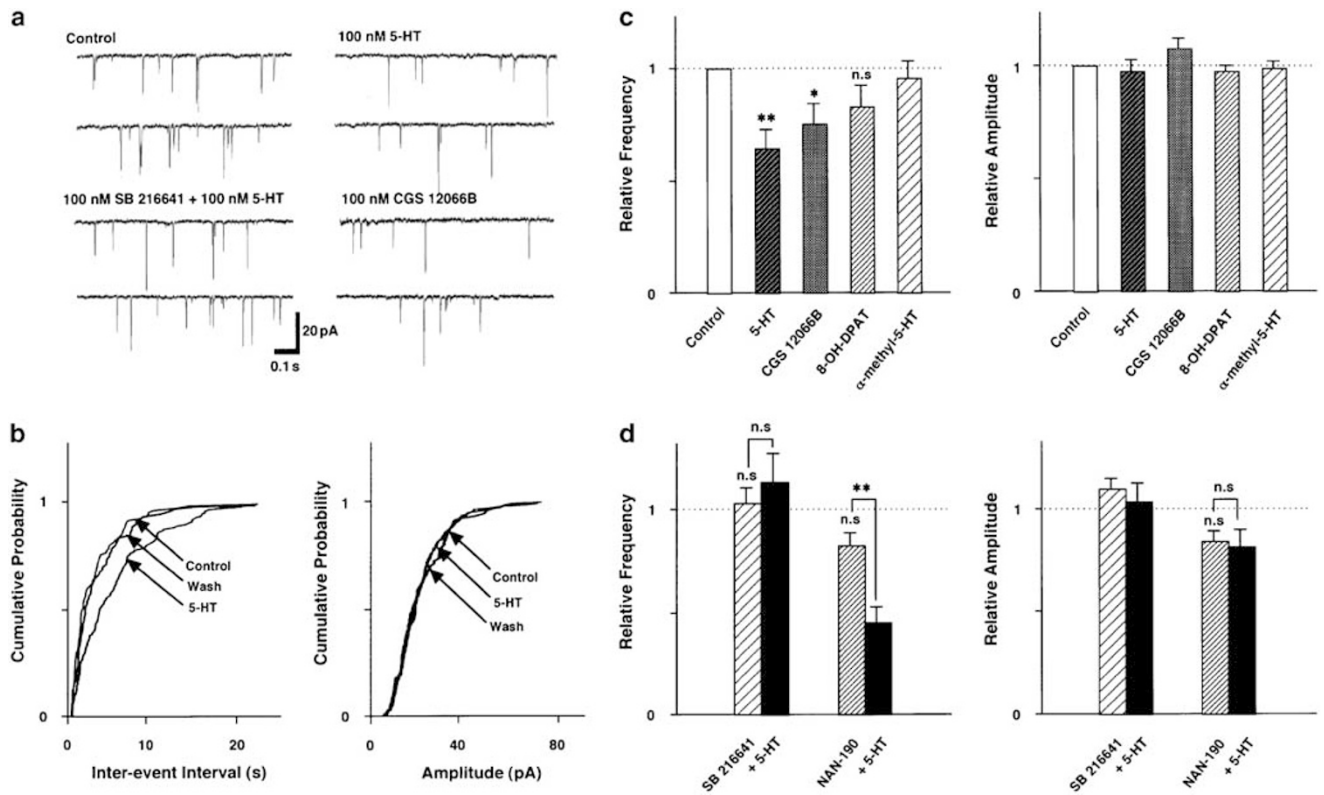 a
Control
100 nM 5-HT
100 nM SB 216641 + 100 nM 5-HT
100 nM CGS 12066B
20 pA
0.1 s
b
Cumulative Probability
1
0
Control
Wash
5-HT
0 10 20
Inter-event Interval (s)
Cumulative Probability
1
0
Control
5-HT
Wash
0 40 80
Amplitude (pA)
c
Relative Frequency
1
0
**
*
n.s
Control
5-HT
CGS 12066B
8-OH-DPAT
α-methyl-5-HT
Relative Amplitude
1
0
Control
5-HT
CGS 12066B
8-OH-DPAT
α-methyl-5-HT
d
Relative Frequency
1
0
n.s
n.s
**
n.s
SB 216641
+ 5-HT
NAN-190
+ 5-HT
Relative Amplitude
1
0
n.s
n.s
SB 216641
+ 5-HT
NAN-190
+ 5-HT